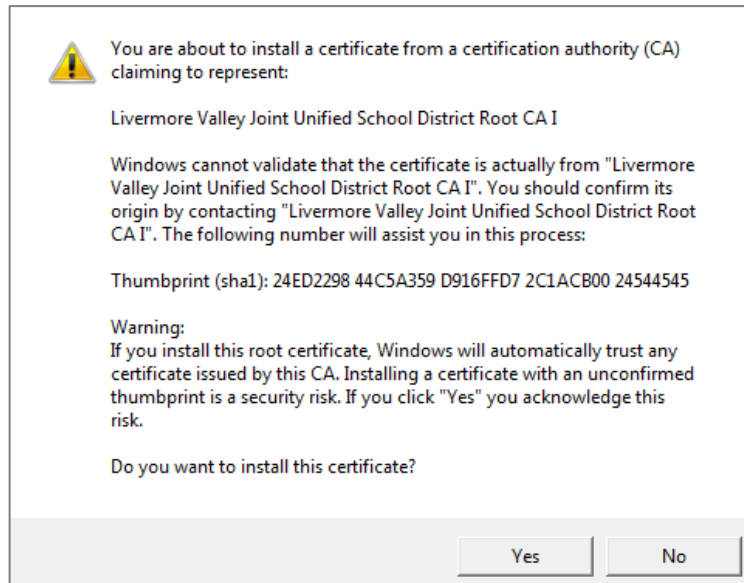 You are about to install a certificate from a certification authority (CA)
claiming to represent:
Livermore Valley Joint Unified School District Root CA I
Windows cannot validate that the certificate is actually from "Livermore
Valley Joint Unified School District Root CA I". You should confirm its
origin by contacting "Livermore Valley Joint Unified School District Root
CA I". The following number will assist you in this process:
Thumbprint (sha1): 24ED2298 44C5A359 D916FFD7 2C1ACB00 24544545
Warning:
If you install this root certificate, Windows will automatically trust any
certificate issued by this CA. Installing a certificate with an unconfirmed
thumbprint is a security risk. If you click "Yes" you acknowledge this
risk.
Do you want to install this certificate?
Yes No